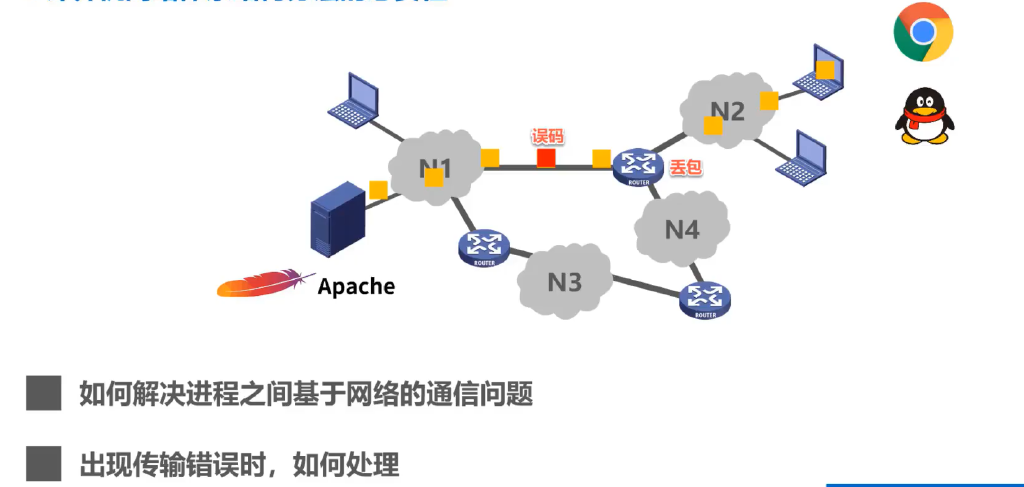 误码
N2
N1
丢包
ROUTER
N4
ROUTER
N3
Apache
ROUTER
如何解决进程之间基于网络的通信问题
出现传输错误时，如何处理